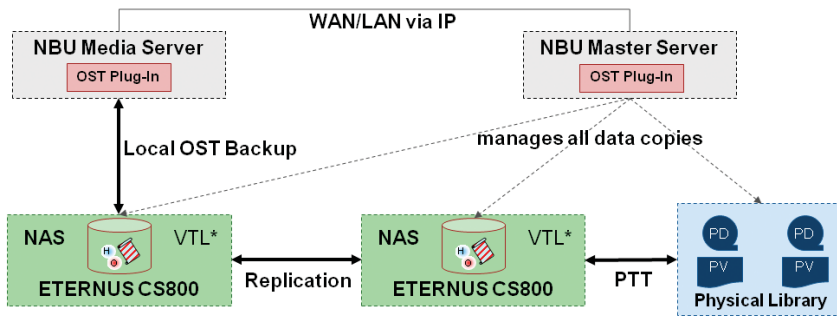 WAN/LAN via IP
NBU Media Server
OST Plug-In
NBU Master Server
OST Plug-In
Local OST Backup
manages all data copies
NAS
VTL*
H
O
ETERNUS CS800
Replication
NAS
VTL*
H
O
ETERNUS CS800
PTT
PD
PD
PV
PV
Physical Library